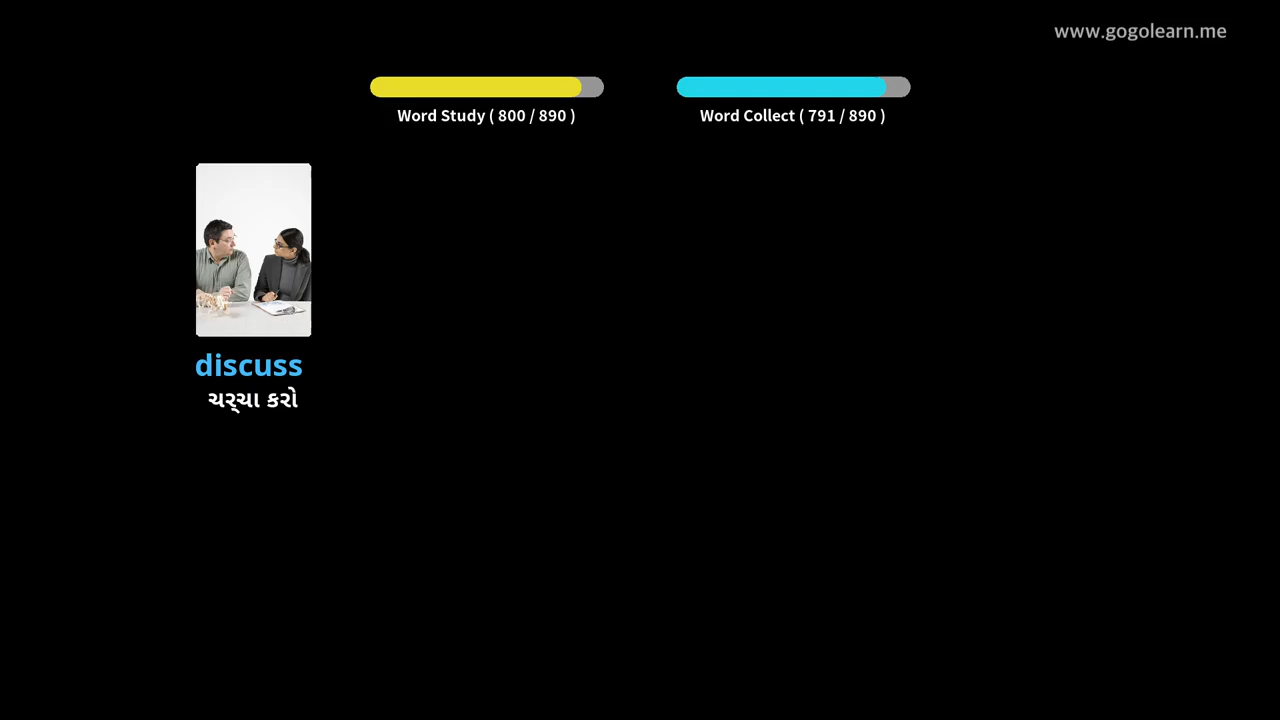 www.gogolearn.me
Word Study ( 800 / 890 )
Word Collect ( 791 / 890 )
discuss
ચર્ચા કરો